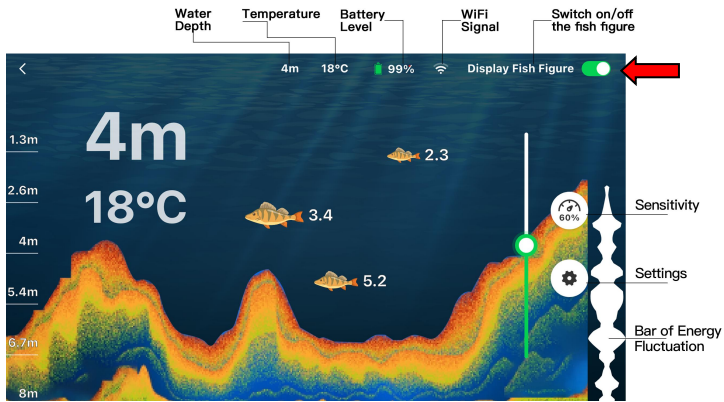 Water
Depth
Temperature
Battery
Level
WiFi
Signal
Switch on/off
the fish figure
4m
18°C
99%
Display Fish Figure
4m
18°C
1.3m
2.6m
4m
5.4m
6.7m
8m
2.3
3.4
5.2
60%
Sensitivity
Settings
Bar of Energy
Fluctuation